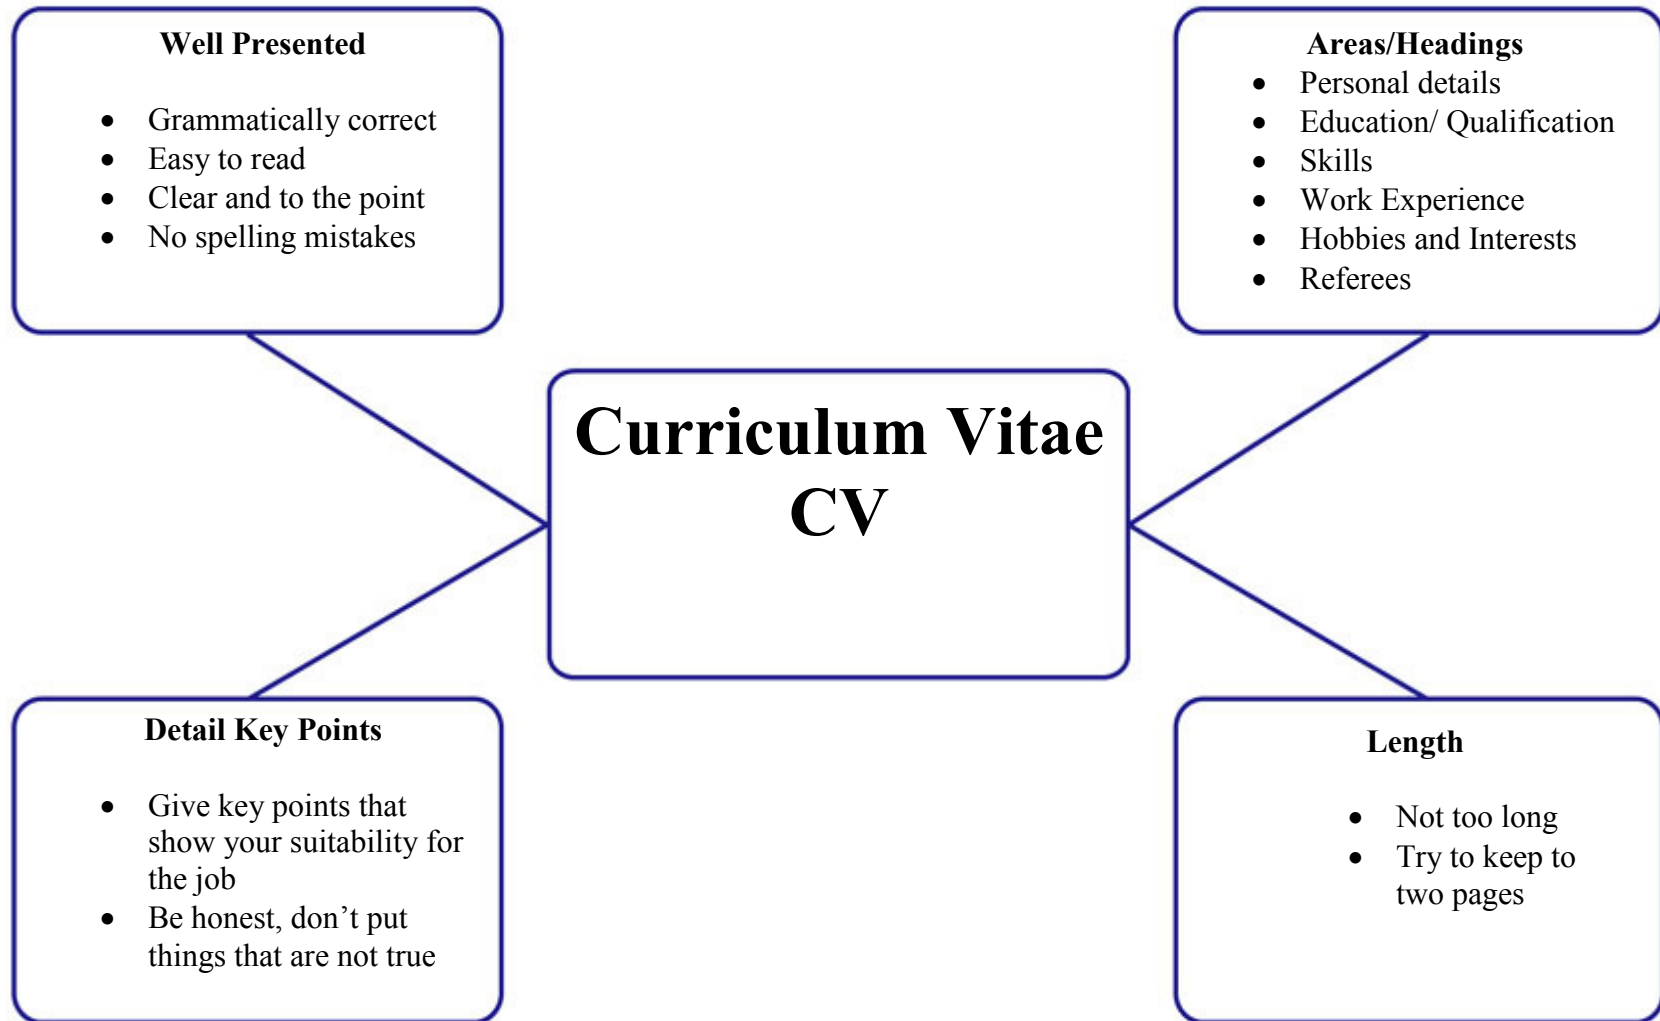 Well Presented
• Grammatically correct
• Easy to read
• Clear and to the point
• No spelling mistakes
Areas/Headings
• Personal details
• Education/ Qualification
• Skills
• Work Experience
• Hobbies and Interests
• Referees
Curriculum Vitae
CV
Detail Key Points
• Give key points that
show your suitability for
the job
• Be honest, don’t put
things that are not true
Length
• Not too long
• Try to keep to
two pages